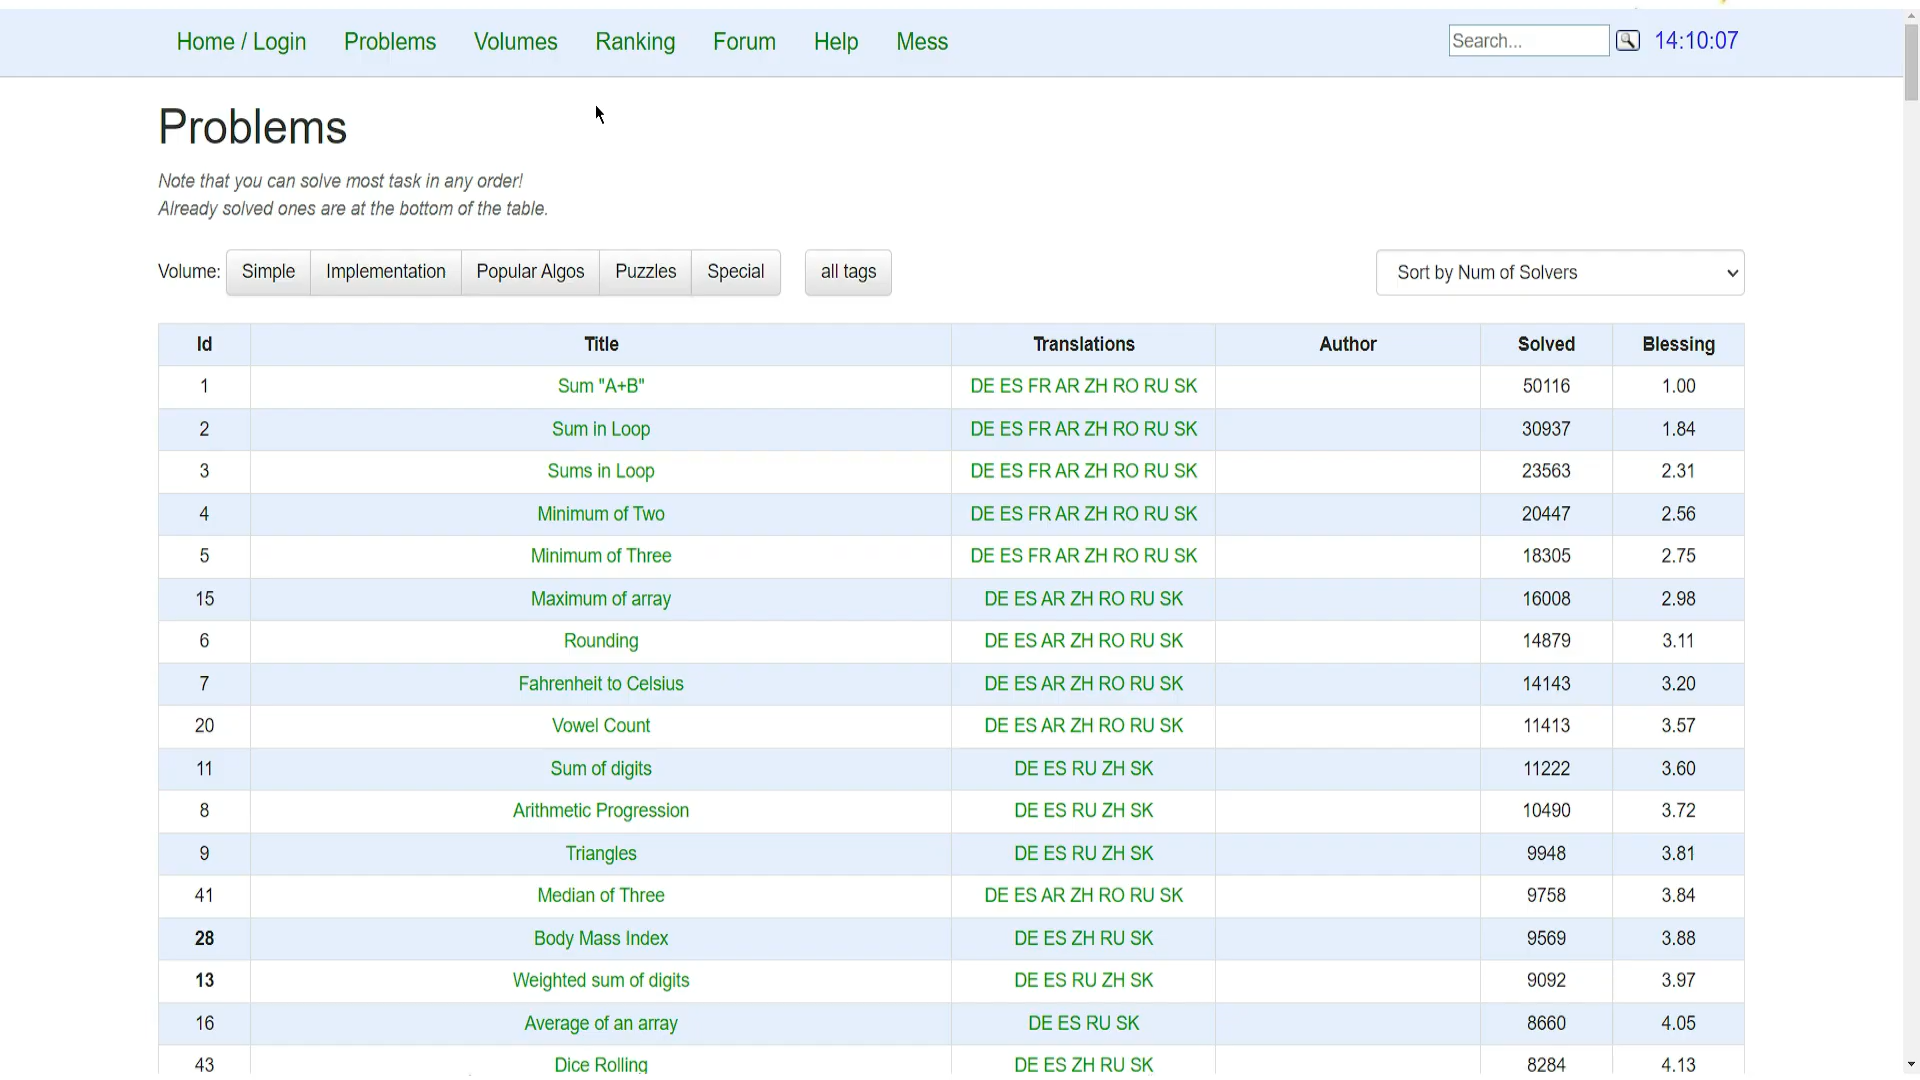 Home / Login Problems Volumes Ranking Forum Help Mess Search... 14:10:07
Problems
Note that you can solve most task in any order!
Already solved ones are at the bottom of the table.
Volume: Simple Implementation Popular Algos Puzzles Special all tags Sort by Num of Solvers
Id Title Translations Author Solved Blessing
1 Sum "A+B" DE ES FR AR ZH RO RU SK 50116 1.00
2 Sum in Loop DE ES FR AR ZH RO RU SK 30937 1.84
3 Sums in Loop DE ES FR AR ZH RO RU SK 23563 2.31
4 Minimum of Two DE ES FR AR ZH RO RU SK 20447 2.56
5 Minimum of Three DE ES FR AR ZH RO RU SK 18305 2.75
15 Maximum of array DE ES AR ZH RO RU SK 16008 2.98
6 Rounding DE ES AR ZH RO RU SK 14879 3.11
7 Fahrenheit to Celsius DE ES AR ZH RO RU SK 14143 3.20
20 Vowel Count DE ES AR ZH RO RU SK 11413 3.57
11 Sum of digits DE ES RU ZH SK 11222 3.60
8 Arithmetic Progression DE ES RU ZH SK 10490 3.72
9 Triangles DE ES RU ZH SK 9948 3.81
41 Median of Three DE ES AR ZH RO RU SK 9758 3.84
28 Body Mass Index DE ES ZH RU SK 9569 3.88
13 Weighted sum of digits DE ES RU ZH SK 9092 3.97
16 Average of an array DE ES RU SK 8660 4.05
43 Dice Rolling DE ES ZH RU SK 8284 4.13